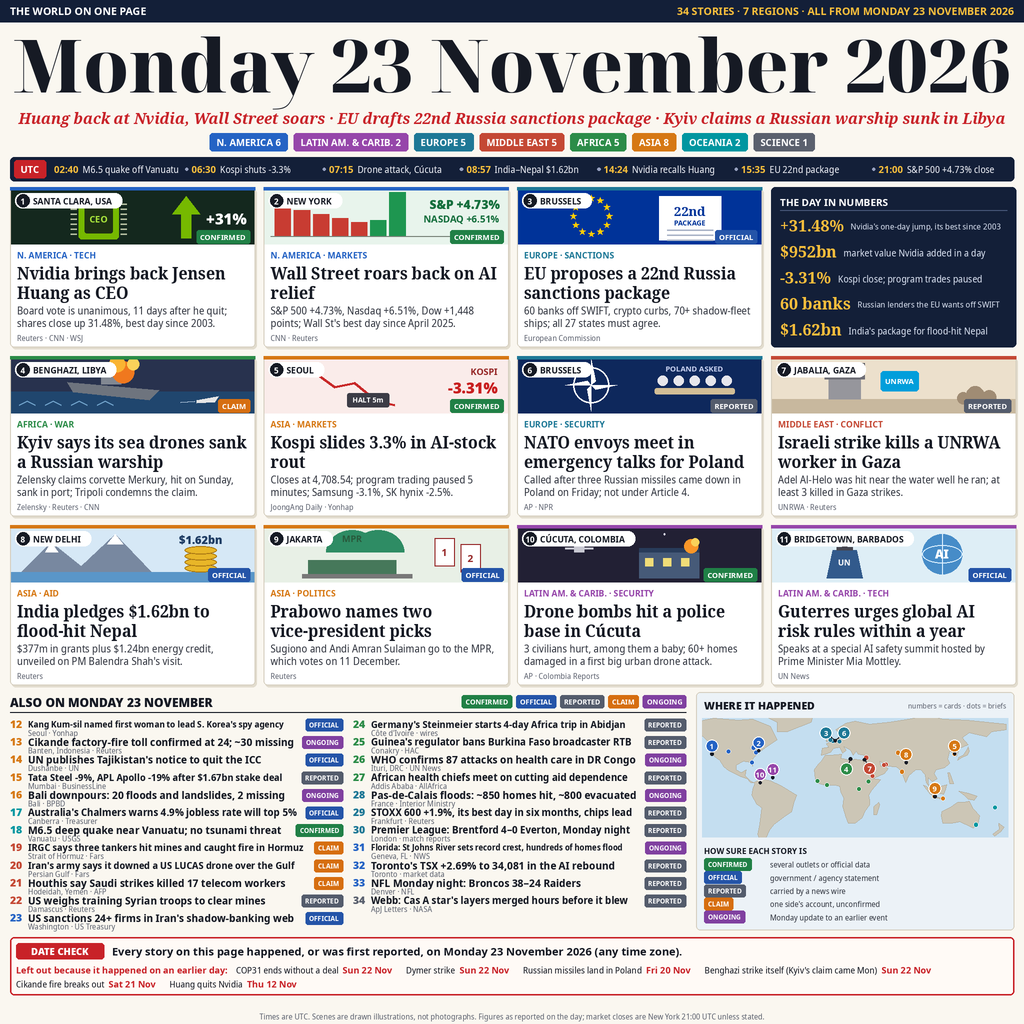 THE WORLD ON ONE PAGE
34 STORIES · 7 REGIONS · ALL FROM MONDAY 23 NOVEMBER 2026
Monday 23 November 2026
Huang back at Nvidia, Wall Street soars · EU drafts 22nd Russia sanctions package · Kyiv claims a Russian warship sunk in Libya
N. AMERICA 6 LATIN AM. & CARIB. 2 EUROPE 5 MIDDLE EAST 5 AFRICA 5 ASIA 8 OCEANIA 2 SCIENCE 1
UTC 02:40 M6.5 quake off Vanuatu • 06:30 Kospi shuts -3.3% • 07:15 Drone attack, Cúcuta • 08:57 India–Nepal $1.62bn • 14:24 Nvidia recalls Huang • 15:35 EU 22nd package • 21:00 S&P 500 +4.73% close
1 SANTA CLARA, USA
CEO
+31%
CONFIRMED
N. AMERICA · TECH
Nvidia brings back Jensen
Huang as CEO
Board vote is unanimous, 11 days after he quit;
shares close up 31.48%, best day since 2003.
Reuters · CNN · WSJ
2 NEW YORK
S&P +4.73%
NASDAQ +6.51%
CONFIRMED
N. AMERICA · MARKETS
Wall Street roars back on AI
relief
S&P 500 +4.73%, Nasdaq +6.51%, Dow +1,448
points; Wall St's best day since April 2025.
CNN · Reuters
3 BRUSSELS
22nd
PACKAGE
OFFICIAL
EUROPE · SANCTIONS
EU proposes a 22nd Russia
sanctions package
60 banks off SWIFT, crypto curbs, 70+ shadow-fleet
ships; all 27 states must agree.
European Commission
THE DAY IN NUMBERS
+31.48% Nvidia's one-day jump, its best since 2003
$952bn market value Nvidia added in a day
-3.31% Kospi close; program trades paused
60 banks Russian lenders the EU wants off SWIFT
$1.62bn India's package for flood-hit Nepal
4 BENGHAZI, LIBYA
CLAIM
AFRICA · WAR
Kyiv says its sea drones sank
a Russian warship
Zelensky claims corvette Merkury, hit on Sunday,
sank in port; Tripoli condemns the claim.
Zelensky · Reuters · CNN
5 SEOUL
KOSPI
-3.31%
HALT 5m
CONFIRMED
ASIA · MARKETS
Kospi slides 3.3% in AI-stock
rout
Closes at 4,708.54; program trading paused 5
minutes; Samsung -3.1%, SK hynix -2.5%.
JoongAng Daily · Yonhap
6 BRUSSELS
POLAND ASKED
REPORTED
EUROPE · SECURITY
NATO envoys meet in
emergency talks for Poland
Called after three Russian missiles came down in
Poland on Friday; not under Article 4.
AP · NPR
7 JABALIA, GAZA
UNRWA
REPORTED
MIDDLE EAST · CONFLICT
Israeli strike kills a UNRWA
worker in Gaza
Adel Al-Helo was hit near the water well he ran; at
least 3 killed in Gaza strikes.
UNRWA · Reuters
8 NEW DELHI
$1.62bn
OFFICIAL
ASIA · AID
India pledges $1.62bn to
flood-hit Nepal
$377m in grants plus $1.24bn energy credit,
unveiled on PM Balendra Shah's visit.
Reuters
9 JAKARTA
MPR
1
2
OFFICIAL
ASIA · POLITICS
Prabowo names two
vice-president picks
Sugiono and Andi Amran Sulaiman go to the MPR,
which votes on 11 December.
Reuters
10 CÚCUTA, COLOMBIA
CONFIRMED
LATIN AM. & CARIB. · SECURITY
Drone bombs hit a police
base in Cúcuta
3 civilians hurt, among them a baby; 60+ homes
damaged in a first big urban drone attack.
AP · Colombia Reports
11 BRIDGETOWN, BARBADOS
UN
AI
OFFICIAL
LATIN AM. & CARIB. · TECH
Guterres urges global AI
risk rules within a year
Speaks at a special AI safety summit hosted by
Prime Minister Mia Mottley.
UN News
ALSO ON MONDAY 23 NOVEMBER
CONFIRMED OFFICIAL REPORTED CLAIM ONGOING
12 Kang Kum-sil named first woman to lead S. Korea's spy agency OFFICIAL
Seoul · Yonhap
13 Cikande factory-fire toll confirmed at 24; ~30 missing ONGOING
Banten, Indonesia · Reuters
14 UN publishes Tajikistan's notice to quit the ICC OFFICIAL
Dushanbe · UN
15 Tata Steel -9%, APL Apollo -19% after $1.67bn stake deal REPORTED
Mumbai · BusinessLine
16 Bali downpours: 20 floods and landslides, 2 missing ONGOING
Bali · BPBD
17 Australia's Chalmers warns 4.9% jobless rate will top 5% OFFICIAL
Canberra · Treasurer
18 M6.5 deep quake near Vanuatu; no tsunami threat CONFIRMED
Vanuatu · USGS
19 IRGC says three tankers hit mines and caught fire in Hormuz CLAIM
Strait of Hormuz · Fars
20 Iran's army says it downed a US LUCAS drone over the Gulf CLAIM
Persian Gulf · Fars
21 Houthis say Saudi strikes killed 17 telecom workers CLAIM
Hodeidah, Yemen · AFP
22 US weighs training Syrian troops to clear mines REPORTED
Damascus · Reuters
23 US sanctions 24+ firms in Iran's shadow-banking web OFFICIAL
Washington · US Treasury
24 Germany's Steinmeier starts 4-day Africa trip in Abidjan REPORTED
Côte d'Ivoire · wires
25 Guinea's regulator bans Burkina Faso broadcaster RTB REPORTED
Conakry · HAC
26 WHO confirms 87 attacks on health care in DR Congo ONGOING
Ituri, DRC · UN News
27 African health chiefs meet on cutting aid dependence REPORTED
Addis Ababa · AllAfrica
28 Pas-de-Calais floods: ~850 homes hit, ~800 evacuated ONGOING
France · Interior Ministry
29 STOXX 600 +1.9%, its best day in six months, chips lead REPORTED
Frankfurt · Reuters
30 Premier League: Brentford 4–0 Everton, Monday night REPORTED
London · match reports
31 Florida: St Johns River sets record crest, hundreds of homes flood ONGOING
Geneva, FL · NWS
32 Toronto's TSX +2.69% to 34,081 in the AI rebound REPORTED
Toronto · market data
33 NFL Monday night: Broncos 38–24 Raiders REPORTED
Denver · NFL
34 Webb: Cas A star's layers merged hours before it blew REPORTED
ApJ Letters · NASA
WHERE IT HAPPENED
numbers = cards · dots = briefs
1 2 3 6 5 8 4 7 10 11 9
HOW SURE EACH STORY IS
CONFIRMED several outlets or official data
OFFICIAL government / agency statement
REPORTED carried by a news wire
CLAIM one side's account, unconfirmed
ONGOING Monday update to an earlier event
DATE CHECK Every story on this page happened, or was first reported, on Monday 23 November 2026 (any time zone).
Left out because it happened on an earlier day: COP31 ends without a deal Sun 22 Nov Dymer strike Sun 22 Nov Russian missiles land in Poland Fri 20 Nov Benghazi strike itself (Kyiv's claim came Mon) Sun 22 Nov
Cikande fire breaks out Sat 21 Nov Huang quits Nvidia Thu 12 Nov
Times are UTC. Scenes are drawn illustrations, not photographs. Figures as reported on the day; market closes are New York 21:00 UTC unless stated.